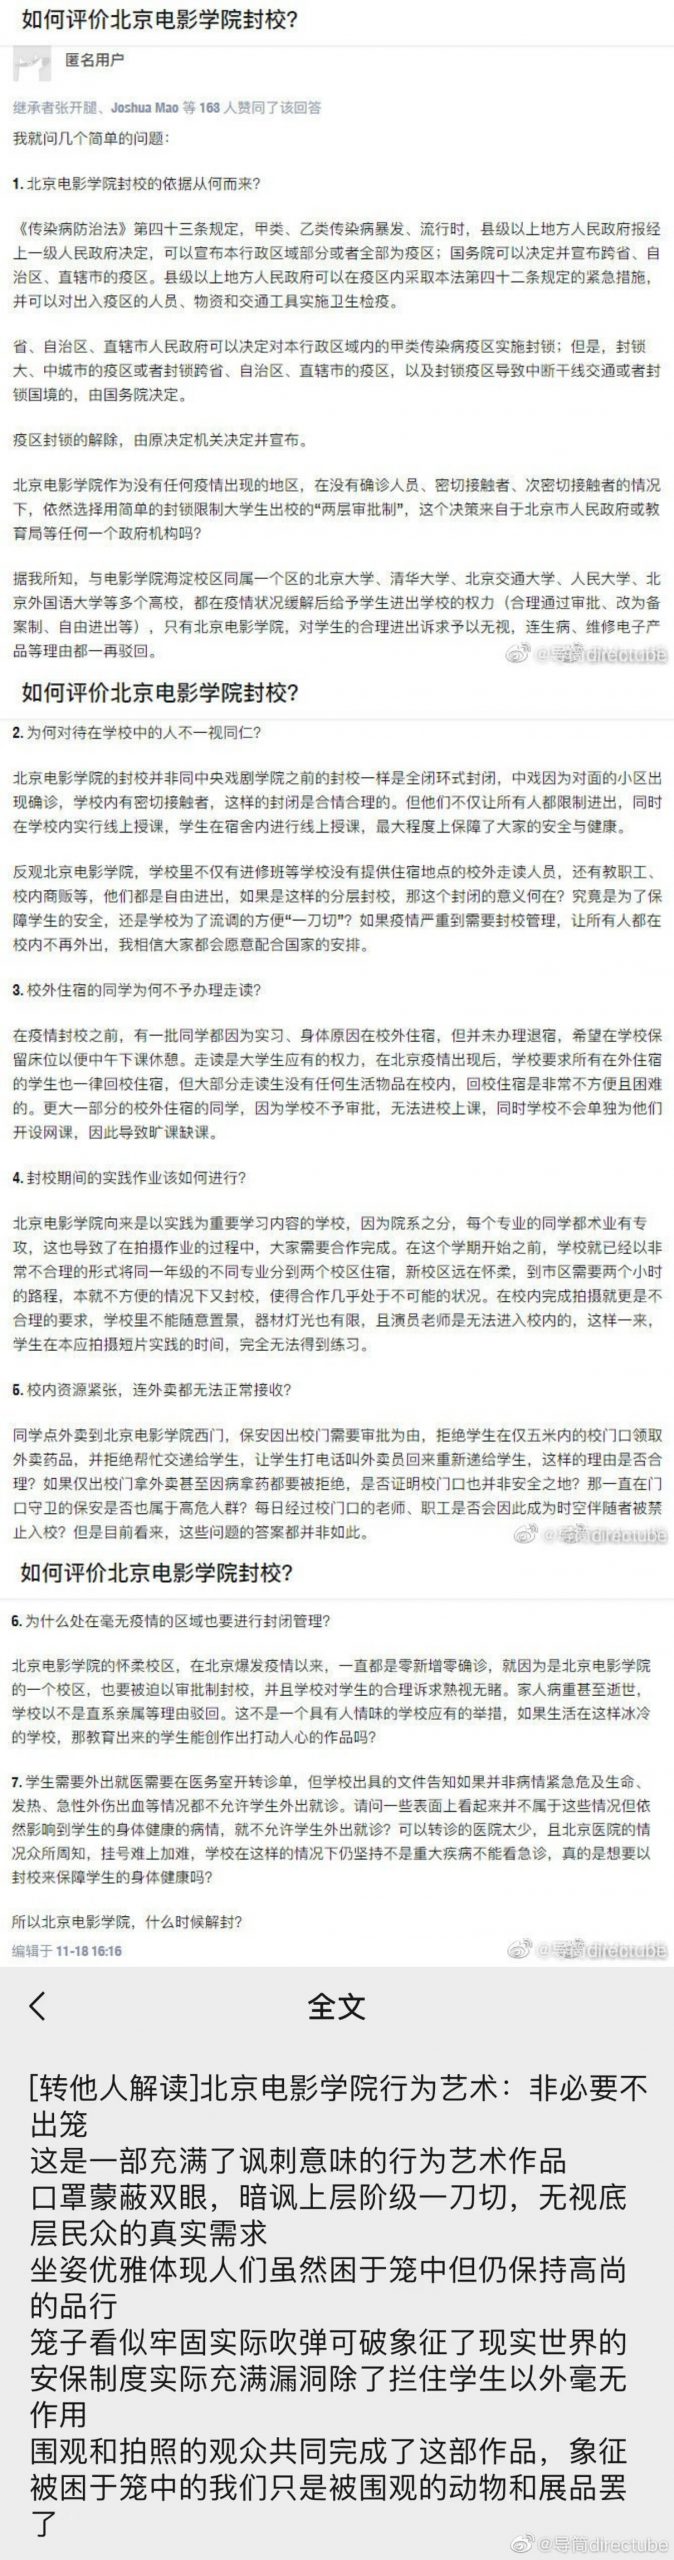 如何评价北京电影学院封校?
匿名用户
继承者张开腿、Joshua Mao 等 168 人赞同了该回答
我就问几个简单的问题：
1. 北京电影学院封校的依据从何而来?
《传染病防治法》第四十三条规定，甲类、乙类传染病暴发、流行时，县级以上地方人民政府报经
上一级人民政府决定，可以宣布本行政区域部分或者全部为疫区；国务院可以决定并宣布跨省、自
治区、直辖市的疫区。县级以上地方人民政府可以在疫区内采取本法第四十二条规定的紧急措施，
并可以对出入疫区的人员、物资和交通工具实施卫生检疫。
省、自治区、直辖市人民政府可以决定对本行政区域内的甲类传染病疫区实施封锁；但是，封锁
大、中城市的疫区或者封锁跨省、自治区、直辖市的疫区，以及封锁疫区导致中断干线交通或者封
锁国境的，由国务院决定。
疫区封锁的解除，由原决定机关决定并宣布。
北京电影学院作为没有任何疫情出现的地区，在没有确诊人员、密切接触者、次密切接触者的情况
下，依然选择用简单的封锁限制大学生出校的“两层审批制”，这个决策来自于北京市人民政府或教
育局等任何一个政府机构吗?
据我所知，与电影学院海淀校区同属一个区的北京大学、清华大学、北京交通大学、人民大学、北
京外国语大学等多个高校，都在疫情状况缓解后给予学生进出学校的权力（合理通过审批、改为备
案制、自由进出等），只有北京电影学院，对学生的合理进出诉求予以无视，连生病、维修电子产
品等理由都一再驳回。
@导筒directube
如何评价北京电影学院封校?
2. 为何对待在学校中的人不一视同仁?
北京电影学院的封校并非同中央戏剧学院之前的封校一样是全闭环式封闭，中戏因为对面的小区出
现确诊，学校内有密切接触者，这样的封闭是合情合理的。但他们不仅让所有人都限制进出，同时
在学校内实行线上授课，学生在宿舍内进行线上授课，最大程度上保障了大家的安全与健康。
反观北京电影学院，学校里不仅有进修班等学校没有提供住宿地点的校外走读人员，还有教职工、
校内商贩等，他们都是自由进出，如果是这样的分层封校，那这个封闭的意义何在？究竟是为了保
障学生的安全，还是学校为了流调的方便“一刀切”？如果疫情严重到需要封校管理，让所有人都在
校内不再外出，我相信大家都会愿意配合国家的安排。
3. 校外住宿的同学为何不予办理走读?
在疫情封校之前，有一批同学都因为实习、身体原因在校外住宿，但并未办理退宿，希望在学校保
留床位以便中午下课休憩。走读是大学生应有的权力，在北京疫情出现后，学校要求所有在外住宿
的学生也一律回校住宿，但大部分走读生没有任何生活物品在校内，回校住宿是非常不方便且困难
的。更大一部分的校外住宿的同学，因为学校不予审批，无法进校上课，同时学校不会单独为他们
开设网课，因此导致旷课缺课。
4. 封校期间的实践作业该如何进行?
北京电影学院向来是以实践为重要学习内容的学校，因为院系之分，每个专业的同学都术业有专
攻，这也导致了在拍摄作业的过程中，大家需要合作完成。在这个学期开始之前，学校就已经以非
常不合理的形式将同一年级的不同专业分到两个校区住宿，新校区远在怀柔，到市区需要两个小时
的路程，本就不方便的情况下又封校，使得合作几乎处于不可能的状况。在校内完成拍摄就更是不
合理的要求，学校里不能随意置景，器材灯光也有限，且演员老师是无法进入校内的，这样一来，
学生在本应拍摄短片实践的时间，完全无法得到练习。
5. 校内资源紧张，连外卖都无法正常接收?
同学点外卖到北京电影学院西门，保安因出校门需要审批为由，拒绝学生在仅五米内的校门口领取
外卖药品，并拒绝帮忙交递给学生，让学生打电话叫外卖员回来重新递给学生，这样的理由是否合
理？如果仅出校门拿外卖甚至因病拿药都要被拒绝，是否证明校门口也并非安全之地？那一直在门
口守卫的保安是否也属于高危人群？每日经过校门口的老师、职工是否会因此成为时空伴随者被禁
止入校？但是目前看来，这些问题的答案都并非如此。
@导筒directube
如何评价北京电影学院封校?
6. 为什么处在毫无疫情的区域也要进行封闭管理?
北京电影学院的怀柔校区，在北京爆发疫情以来，一直都是零新增零确诊，就因为是北京电影学院
的一个校区，也要被迫以审批制封校，并且学校对学生的合理诉求熟视无睹。家人病重甚至逝世，
学校以不是直系亲属等理由驳回。这不是一个具有人情味的学校应有的举措，如果生活在这样冰冷
的学校，那教育出来的学生能创作出打动人心的作品吗?
7. 学生需要外出就医需要在医务室开转诊单，但学校出具的文件告知如果并非病情紧急危及生命、
发热、急性外伤出血等情况都不允许学生外出就诊。请问一些表面上看起来并不属于这些情况但依
然影响到学生的身体健康的病情，就不允许学生外出就诊？可以转诊的医院太少，且北京医院的情
况众所周知，挂号难上加难，学校在这样的情况下仍坚持不是重大疾病不能看急诊，真的是想要以
封校来保障学生的身体健康吗?
所以北京电影学院，什么时候解封?
编辑于 11-18 16:16
@导筒directube
全文
[转他人解读]北京电影学院行为艺术：非必要不
出笼
这是一部充满了讽刺意味的行为艺术作品
口罩蒙蔽双眼，暗讽上层阶级一刀切，无视底
层民众的真实需求
坐姿优雅体现人们虽然困于笼中但仍保持高尚
的品行
笼子看似牢固实际吹弹可破象征了现实世界的
安保制度实际充满漏洞除了拦住学生以外毫无
作用
围观和拍照的观众共同完成了这部作品，象征
被困于笼中的我们只是被围观的动物和展品罢
了
@导筒directube